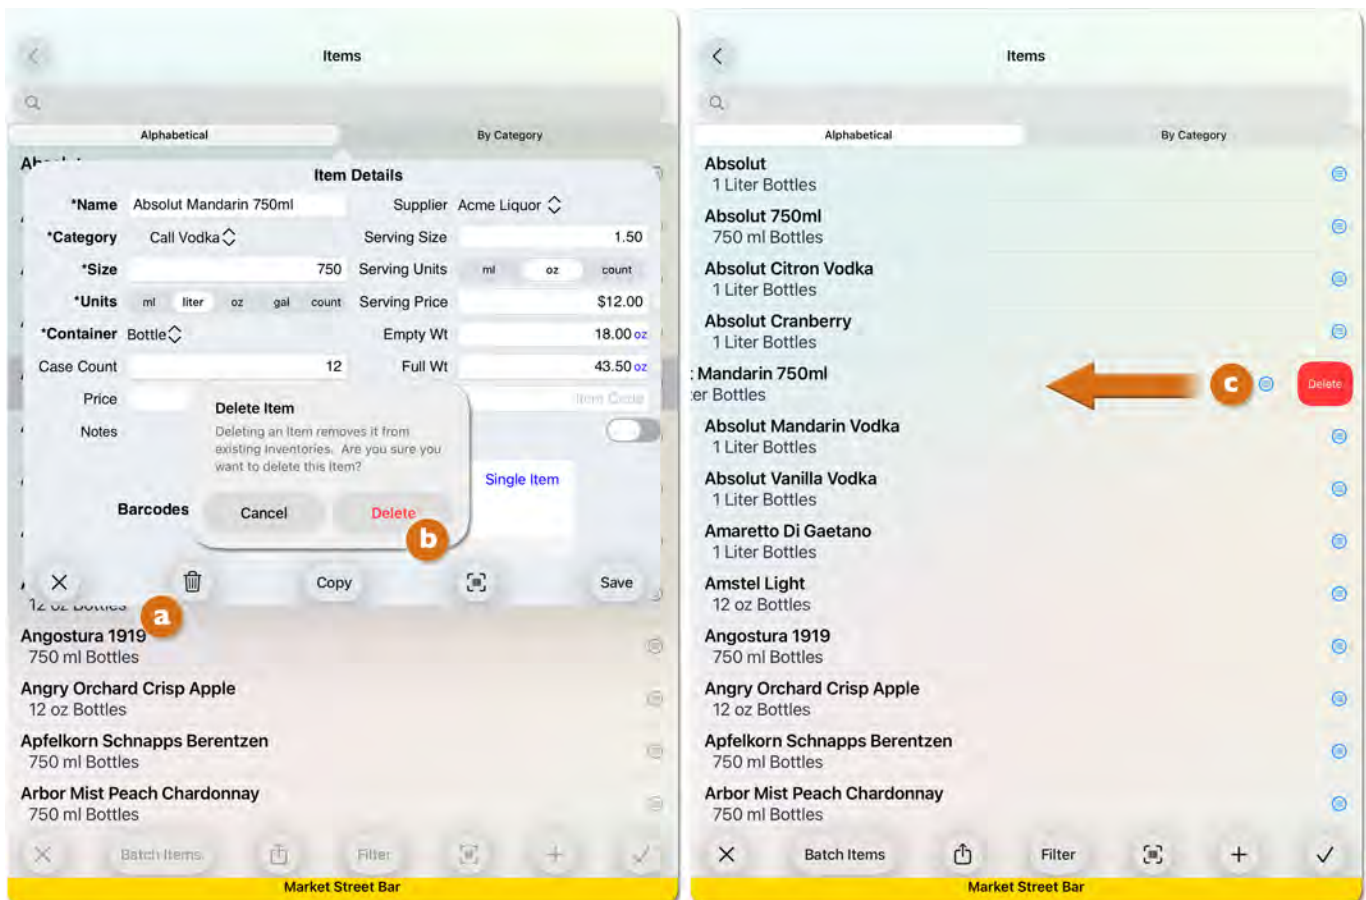 Items
Alphabetical
By Category
Item Details
*Name Absolut Mandarin 750ml
Supplier Acme Liquor
*Category Call Vodka
Serving Size 1.50
*Size 750
Serving Units ml oz count
*Units ml liter oz gal count
Serving Price $12.00
*Container Bottle
Empty Wt 18.00 oz
Case Count 12
Full Wt 43.50 oz
Price
Item Code
Notes
Delete Item
Deleting an Item removes it from
existing Inventories. Are you sure you
want to delete this Item?
Cancel
Delete
b
Single Item
Barcodes
Copy
Save
a
12 oz Bottles
Angostura 1919
750 ml Bottles
Angry Orchard Crisp Apple
12 oz Bottles
Apfelkorn Schnapps Berentzen
750 ml Bottles
Arbor Mist Peach Chardonnay
750 ml Bottles
Batch Items
Filter
Market Street Bar
Items
Alphabetical
By Category
Absolut
1 Liter Bottles
Absolut 750ml
750 ml Bottles
Absolut Citron Vodka
1 Liter Bottles
Absolut Cranberry
1 Liter Bottles
Mandarin 750ml
er Bottles
c
Delete
Absolut Mandarin Vodka
1 Liter Bottles
Absolut Vanilla Vodka
1 Liter Bottles
Amaretto Di Gaetano
1 Liter Bottles
Amstel Light
12 oz Bottles
Angostura 1919
750 ml Bottles
Angry Orchard Crisp Apple
12 oz Bottles
Apfelkorn Schnapps Berentzen
750 ml Bottles
Arbor Mist Peach Chardonnay
750 ml Bottles
Batch Items
Filter
Market Street Bar